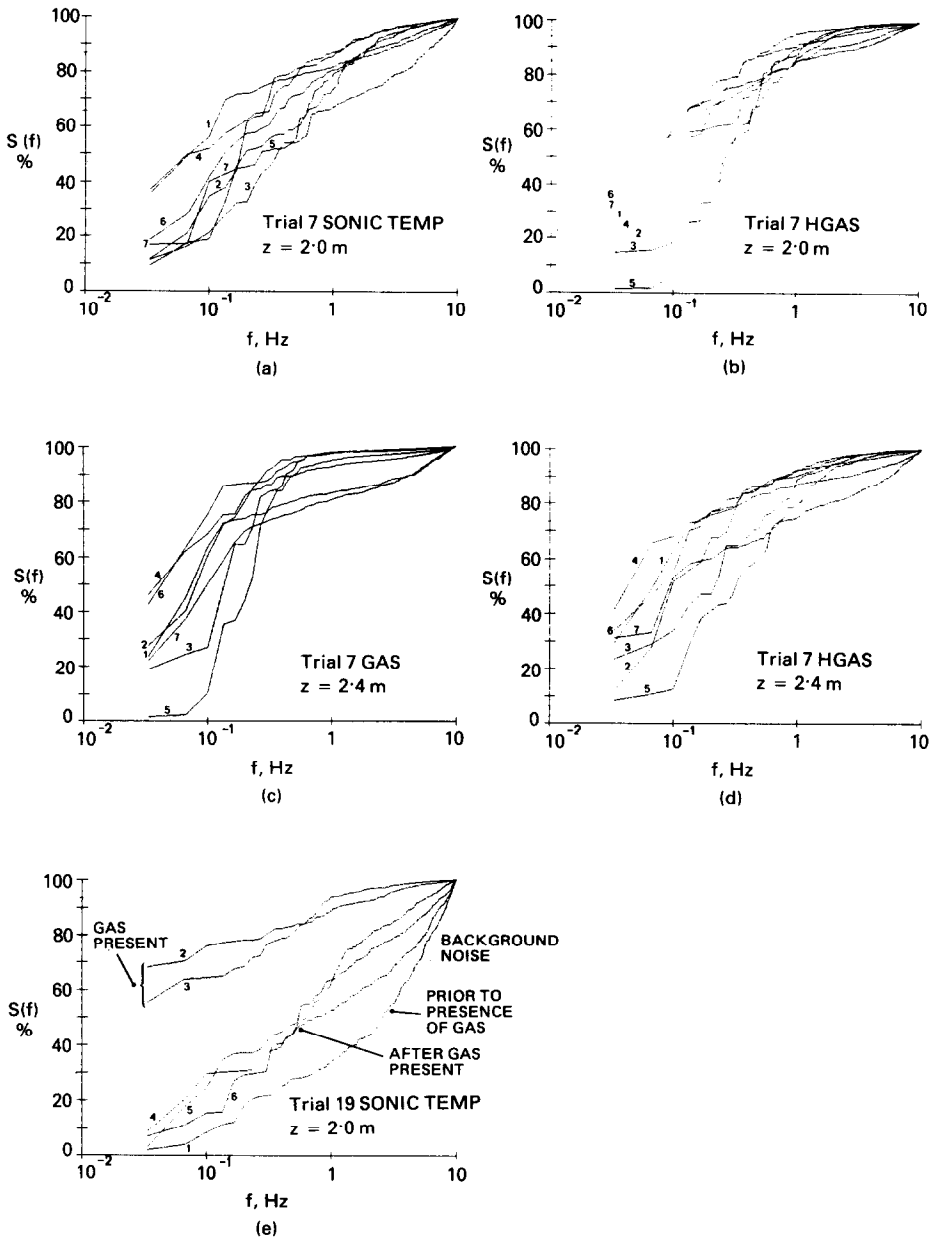 100
80
60
40
20
0
S (f)
%
1
4
7
2
5
3
6
7
Trial 7 SONIC TEMP
z = 2·0 m
10⁻²
10⁻¹
1
10
f, Hz
(a)
100
80
60
40
20
0
S(f)
%
6
7
1
4
2
3
5
Trial 7 HGAS
z = 2·0 m
10⁻²
10⁻¹
1
10
f, Hz
(b)
100
80
60
40
20
0
S(f)
%
4
6
2
1
7
3
5
Trial 7 GAS
z = 2·4 m
10⁻²
10⁻¹
1
10
f, Hz
(c)
100
80
60
40
20
0
S(f)
%
4
1
6
7
3
2
5
Trial 7 HGAS
z = 2·4 m
10⁻²
10⁻¹
1
10
f, Hz
(d)
100
80
60
40
20
0
S(f)
%
GAS
PRESENT
2
3
BACKGROUND
NOISE
PRIOR TO
PRESENCE
OF GAS
AFTER GAS
PRESENT
4
5
6
1
Trial 19 SONIC TEMP
z = 2·0 m
10⁻²
10⁻¹
1
10
f, Hz
(e)